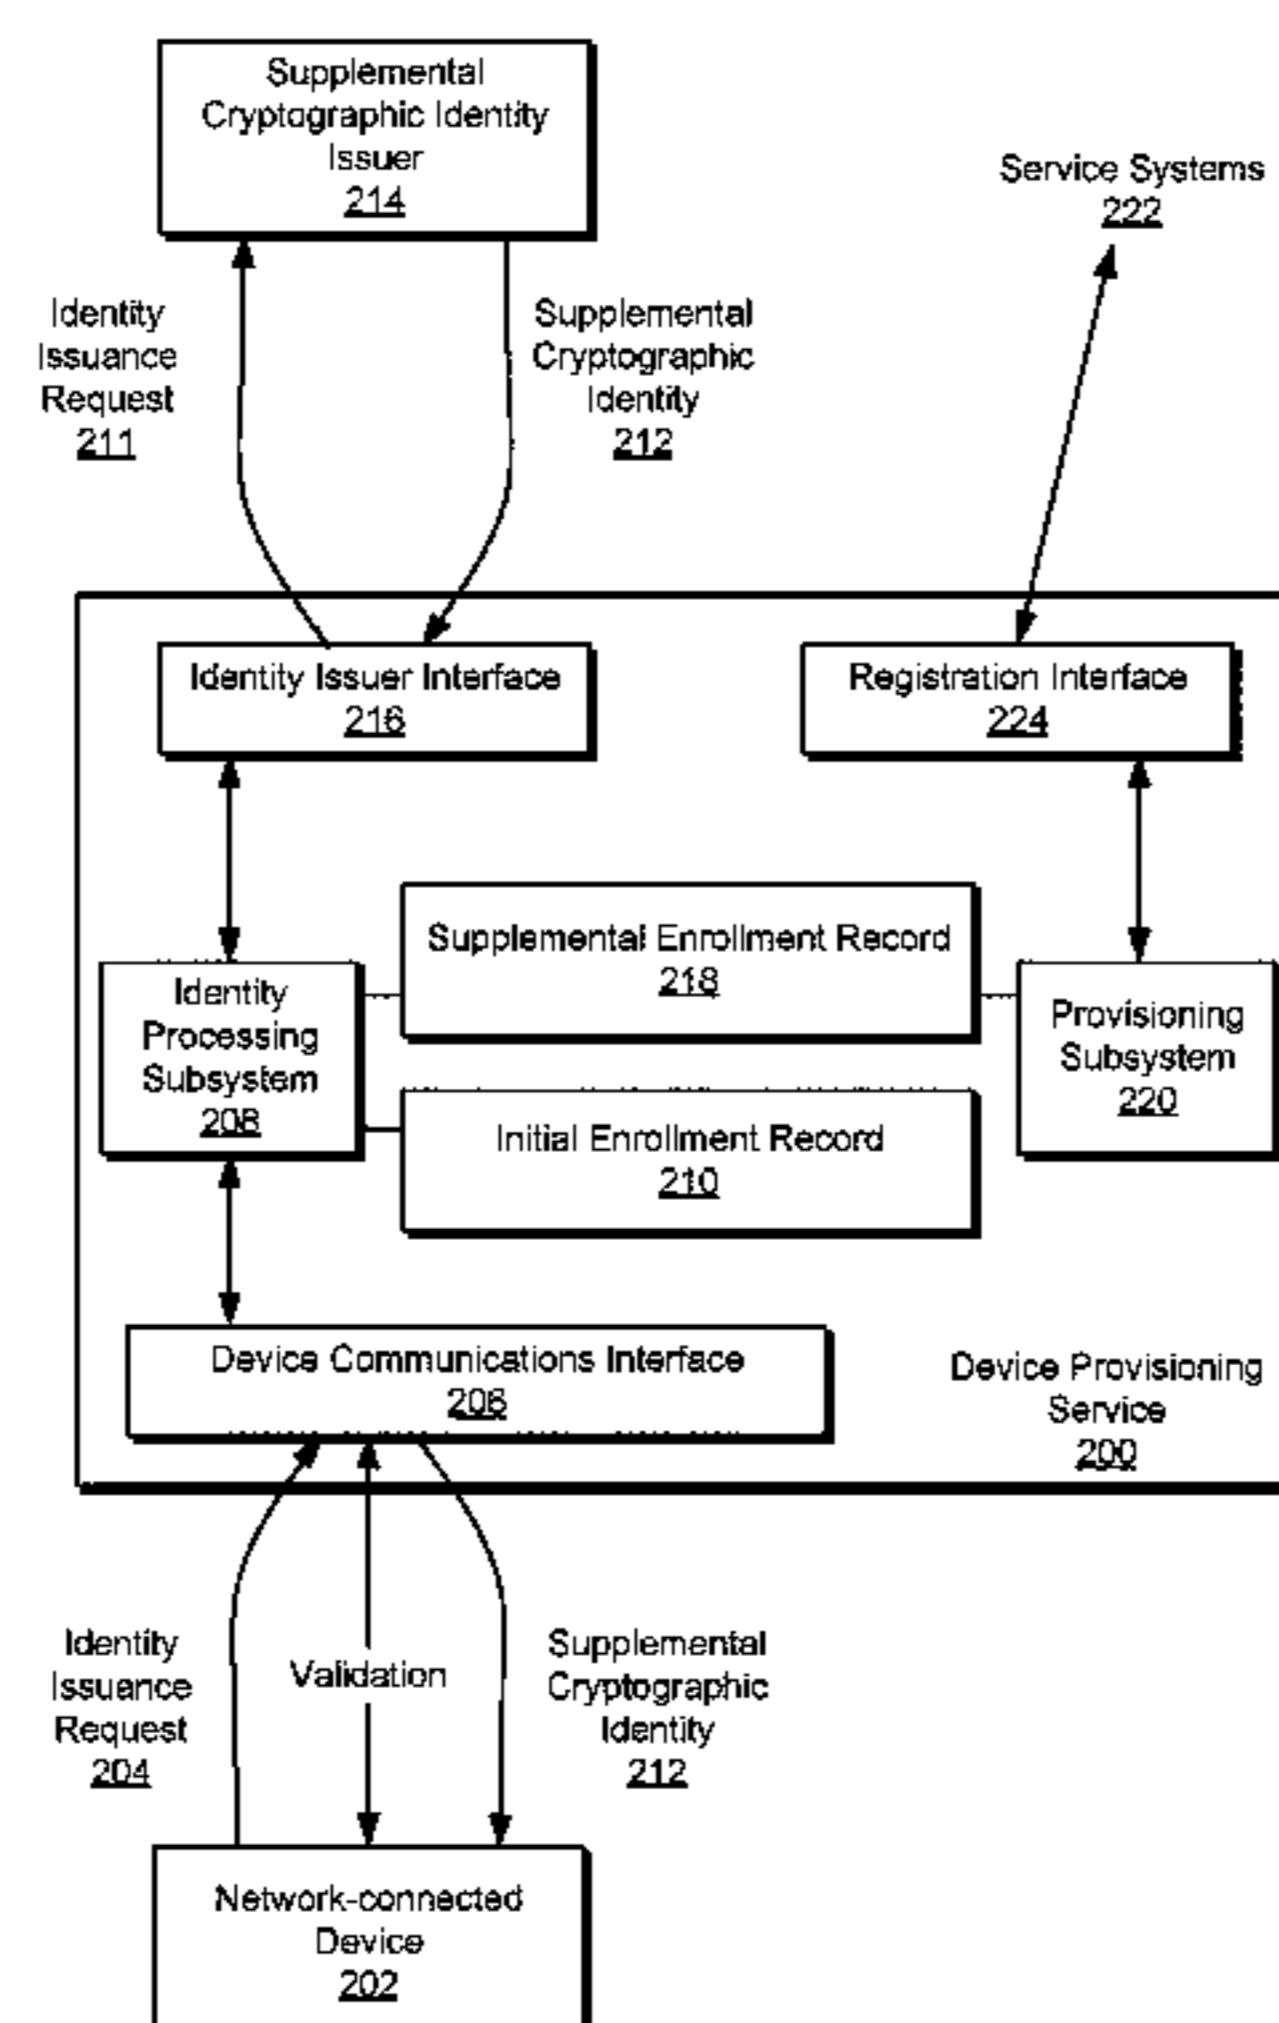 Supplemental
Cryptographic Identity
Issuer
214
Service Systems
222
Identity
Issuance
Request
211
Supplemental
Cryptographic
Identity
212
Identity Issuer Interface
216
Registration Interface
224
Supplemental Enrollment Record
218
Identity
Processing
Subsystem
208
Provisioning
Subsystem
220
Initial Enrollment Record
210
Device Communications Interface
206
Device Provisioning
Service
200
Identity
Issuance
Request
204
Validation
Supplemental
Cryptographic
Identity
212
Network-connected
Device
202